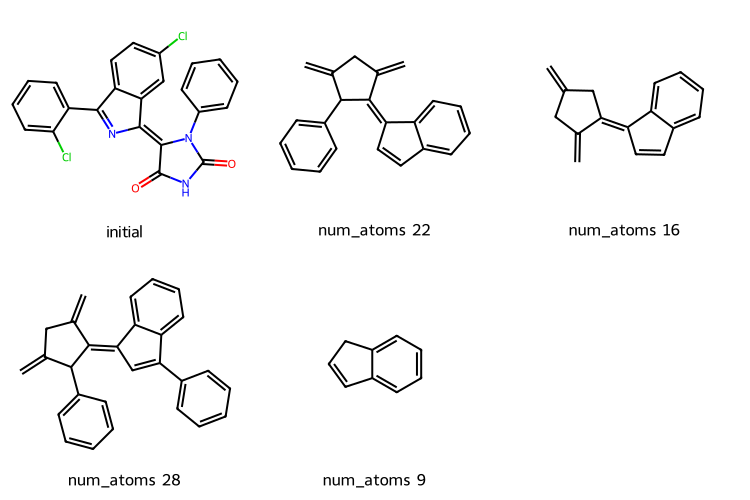 Cl
N
N
Cl
O
O
N
H
initial
num_atoms 22
num_atoms 16
num_atoms 28
num_atoms 9